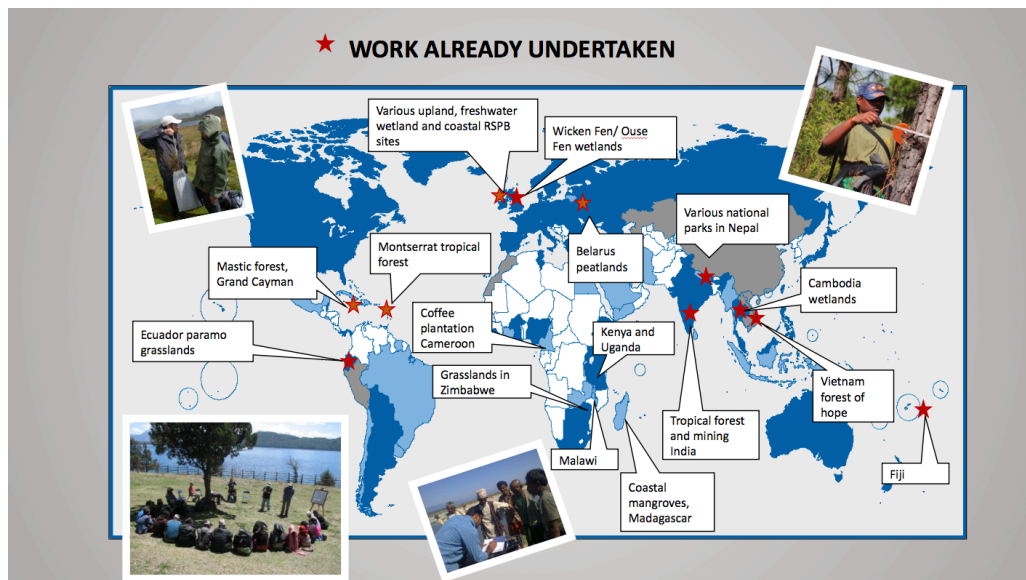 WORK ALREADY UNDERTAKEN
Various upland, freshwater
wetland and coastal RSPB
sites
Wicken Fen/ Ouse
Fen wetlands
Various national
parks in Nepal
Belarus
peatlands
Montserrat tropical
forest
Mastic forest,
Grand Cayman
Cambodia
wetlands
Coffee
plantation
Cameroon
Kenya and
Uganda
Ecuador paramo
grasslands
Grasslands in
Zimbabwe
Vietnam
forest of
hope
Tropical forest
and mining
India
Malawi
Fiji
Coastal
mangroves,
Madagascar